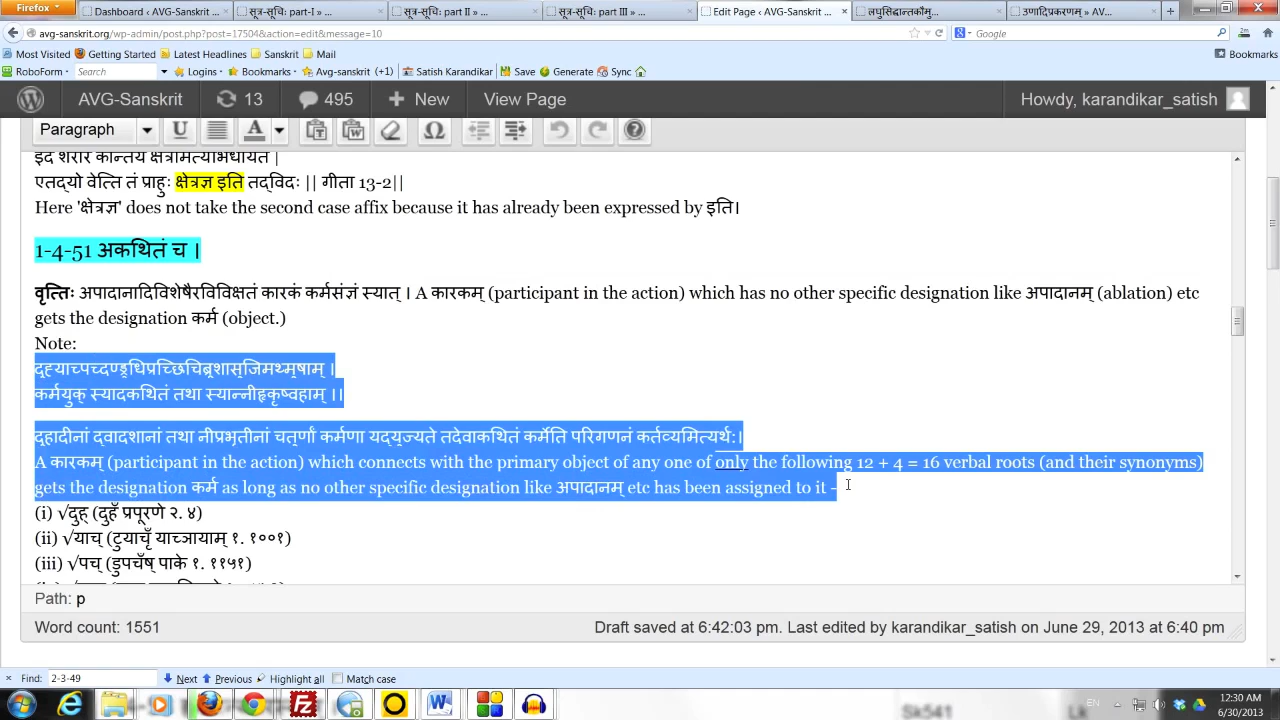 Firefox
Dashboard ‹ AVG-Sanskrit ...
सूत्र-सूचिः part-I » ...
सूत्र-सूचिः part II » ...
सूत्र-सूचिः part III » ...
Edit Page ‹ AVG-Sanskrit ...
लघुसिद्धान्तकौमु...
उणादिप्रकरणम् » AV...
avg-sanskrit.org/wp-admin/post.php?post=17504&action=edit&message=10
Google
Most Visited Getting Started Latest Headlines Sanskrit Mail
Bookmarks
RoboForm Search Logins Bookmarks Avg-sanskrit (+1) Satish Karandikar Save Generate Sync
AVG-Sanskrit 13 495 New View Page Howdy, karandikar_satish
Paragraph
इदं शरीरं कौन्तेय क्षेत्रमित्यभिधीयते |
एतद्यो वेत्ति तं प्राहुः क्षेत्रज्ञ इति तद्विदः || गीता 13-2||
Here 'क्षेत्रज्ञ' does not take the second case affix because it has already been expressed by इति।
1-4-51 अकथितं च ।
वृत्तिः अपादानादिविशेषैरविवक्षितं कारकं कर्मसंज्ञं स्यात् । A कारकम् (participant in the action) which has no other specific designation like अपादानम् (ablation) etc
gets the designation कर्म (object.)
Note:
दुह्याच्पच्दण्ड्रुधिप्रच्छिचिब्रूशासुजिमथ्मुषाम् ।
कर्मयुक् स्यादकथितं तथा स्यान्नीहृकृष्वहाम् ।।
दुहादीनां द्वादशानां तथा नीप्रभृतीनां चतुर्णां कर्मणा यद्युज्यते तदेवाकथितं कर्मेति परिगणनं कर्तव्यमित्यर्थ:।
A कारकम् (participant in the action) which connects with the primary object of any one of only the following 12 + 4 = 16 verbal roots (and their synonyms)
gets the designation कर्म as long as no other specific designation like अपादानम् etc has been assigned to it -
(i) √दुह् (दुहँ प्रपूरणे २. ४)
(ii) √याच् (टुयाचृँ याच्ञायाम् १. १००१)
(iii) √पच् (डुपचँष् पाके १. ११५१)
Path: p
Word count: 1551
Draft saved at 6:42:03 pm. Last edited by karandikar_satish on June 29, 2013 at 6:40 pm
Find: 2-3-49 Next Previous Highlight all Match case
EN
12:30 AM
6/30/2013